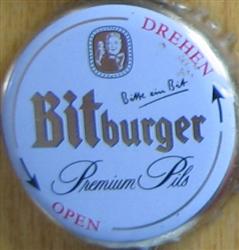 DREHEN
Bitte ein Bit
Bitburger
Premium Pils
OPEN